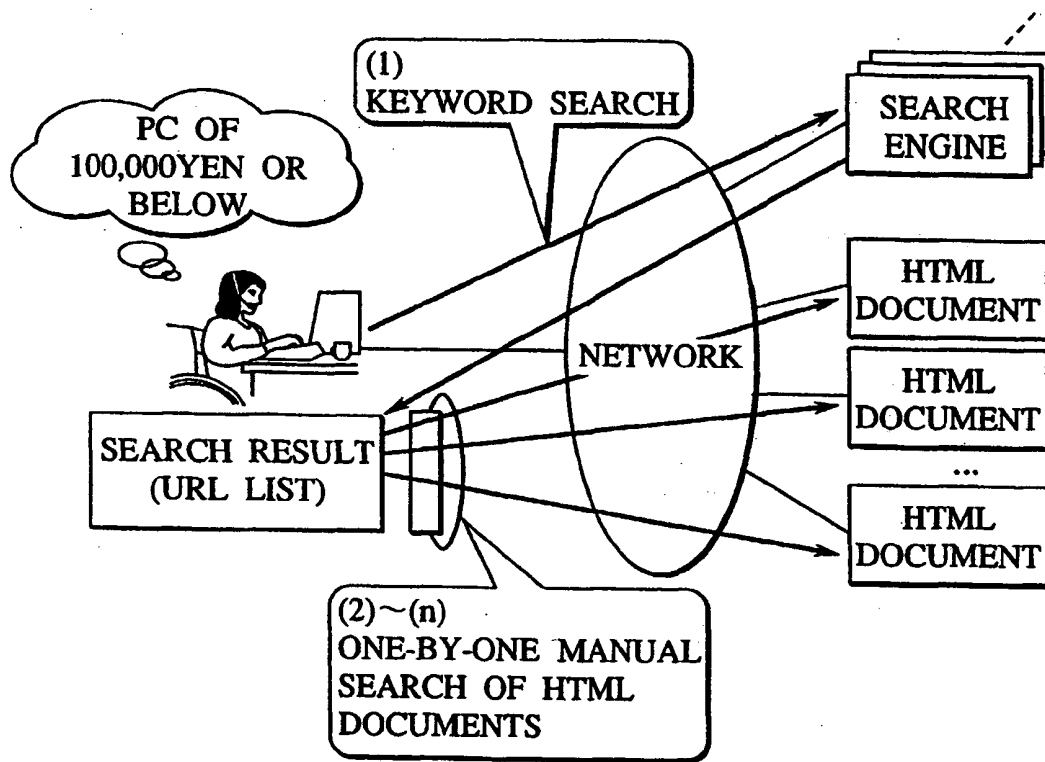 (1)
KEYWORD SEARCH
PC OF
100,000YEN OR
BELOW
SEARCH
ENGINE
HTML
DOCUMENT
NETWORK
HTML
DOCUMENT
SEARCH RESULT
(URL LIST)
...
HTML
DOCUMENT
(2)～(n)
ONE-BY-ONE MANUAL
SEARCH OF HTML
DOCUMENTS